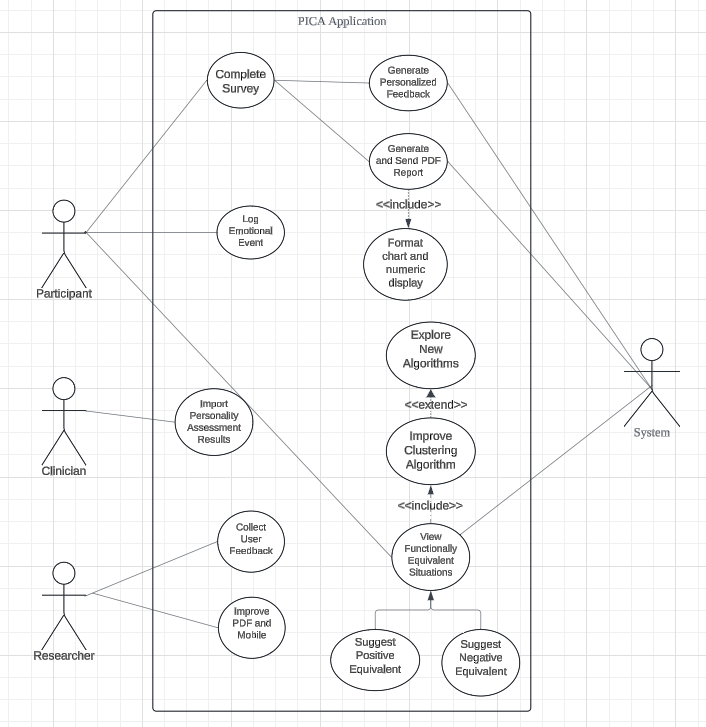 PICA Application
Complete
Survey
Generate
Personalized
Feedback
Generate
and Send PDF
Report
<<include>>
Log
Emotional
Event
Format
chart and
numeric
display
Participant
Explore
New
Algorithms
<<extend>>
Import
Personality
Assessment
Results
Improve
Clustering
Algorithm
System
Clinician
<<include>>
Collect
User
Feedback
View
Functionally
Equivalent
Situations
Improve
PDF and
Mobile
Researcher
Suggest
Positive
Equivalent
Suggest
Negative
Equivalent